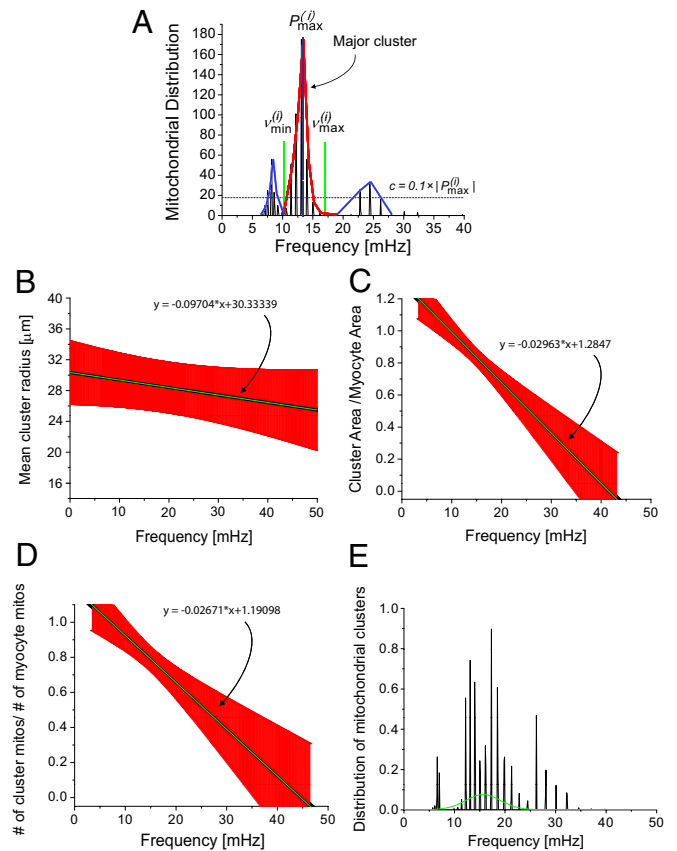 A
P(i)max
Major cluster
180
160
140
120
100
80
60
40
20
0
Mitochondrial Distribution
ν(i)min
ν(i)max
c = 0.1× | P(i)max |
0 5 10 15 20 25 30 35 40
Frequency [mHz]
B
y = -0.09704*x+30.33339
40
36
32
28
24
20
16
Mean cluster radius [μm]
0 10 20 30 40 50
Frequency [mHz]
C
y = -0.02963*x+1.2847
1.2
1.0
0.8
0.6
0.4
0.2
0.0
Cluster Area /Myocyte Area
0 10 20 30 40 50
Frequency [mHz]
D
y = -0.02671*x+1.19098
1.0
0.8
0.6
0.4
0.2
0.0
# of cluster mitos/ # of myocyte mitos
0 10 20 30 40 50
Frequency [mHz]
E
1.0
0.8
0.6
0.4
0.2
0.0
Distribution of mitochondrial clusters
0 10 20 30 40 50
Frequency [mHz]